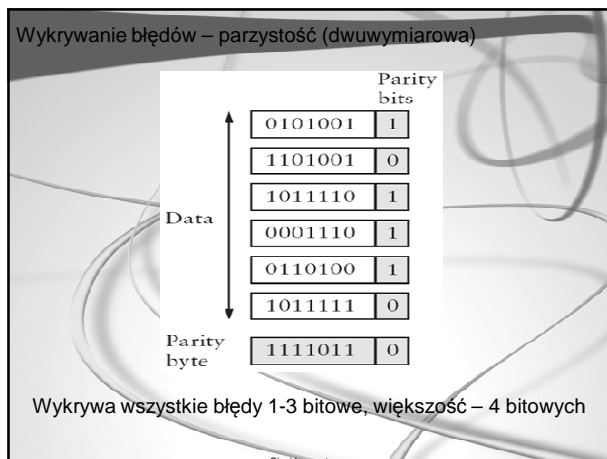 Wykrywanie błędów – parzystość (dwuwymiarowa)
Parity
bits
0101001 1
1101001 0
1011110 1
Data
0001110 1
0110100 1
1011111 0
Parity
byte
1111011 0
Wykrywa wszystkie błędy 1-3 bitowe, większość – 4 bitowych